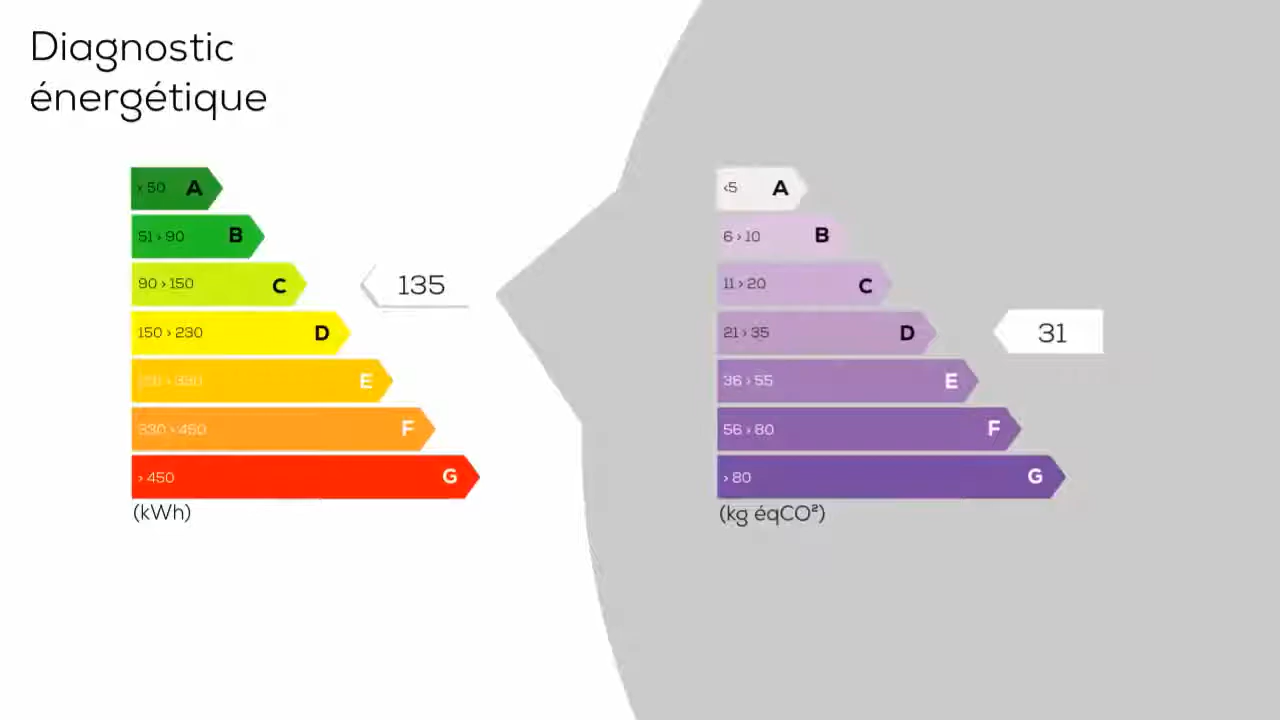 Diagnostic
énergétique
‹ 50 A
51 › 90 B
90 › 150 C
150 › 230 D
E
330 › 450 F
› 450 G
(kWh)
135
‹5 A
6 › 10 B
11 › 20 C
21 › 35 D
36 › 55 E
56 › 80 F
› 80 G
(kg éqCO²)
31